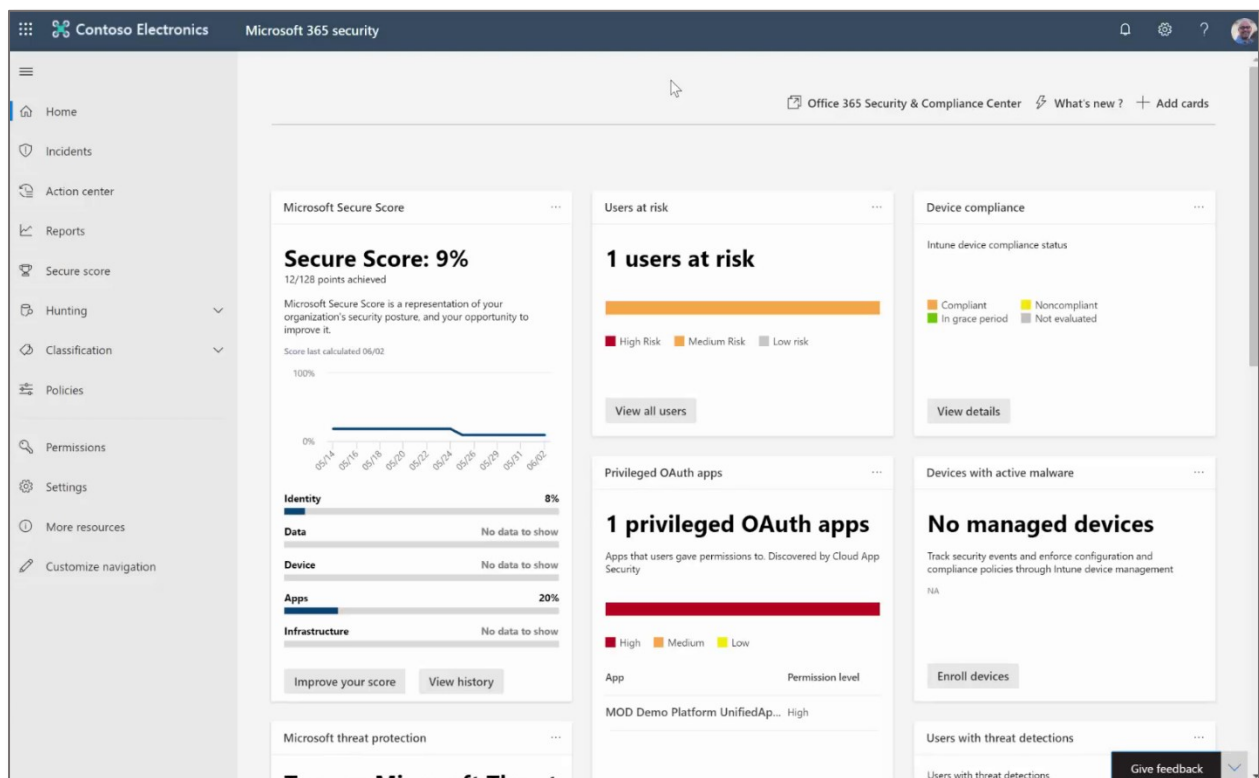 Contoso Electronics
Microsoft 365 security
?
Home
Incidents
Action center
Reports
Secure score
Hunting
Classification
Policies
Permissions
Settings
More resources
Customize navigation
Office 365 Security & Compliance Center
What's new ?
+ Add cards
Microsoft Secure Score
...
Secure Score: 9%
12/128 points achieved
Microsoft Secure Score is a representation of your
organization's security posture, and your opportunity to
improve it.
Score last calculated 06/02
100%
0%
05/14
05/16
05/18
05/20
05/22
05/24
05/26
05/29
05/31
06/02
Identity 8%
Data No data to show
Device No data to show
Apps 20%
Infrastructure No data to show
Improve your score
View history
Microsoft threat protection
...
Users at risk
...
1 users at risk
High Risk Medium Risk Low risk
View all users
Privileged OAuth apps
...
1 privileged OAuth apps
Apps that users gave permissions to. Discovered by Cloud App
Security
High Medium Low
App Permission level
MOD Demo Platform UnifiedAp... High
Device compliance
...
Intune device compliance status
Compliant Noncompliant
In grace period Not evaluated
View details
Devices with active malware
...
No managed devices
Track security events and enforce configuration and
compliance policies through Intune device management
NA
Enroll devices
Users with threat detections
...
Users with threat detections
Give feedback